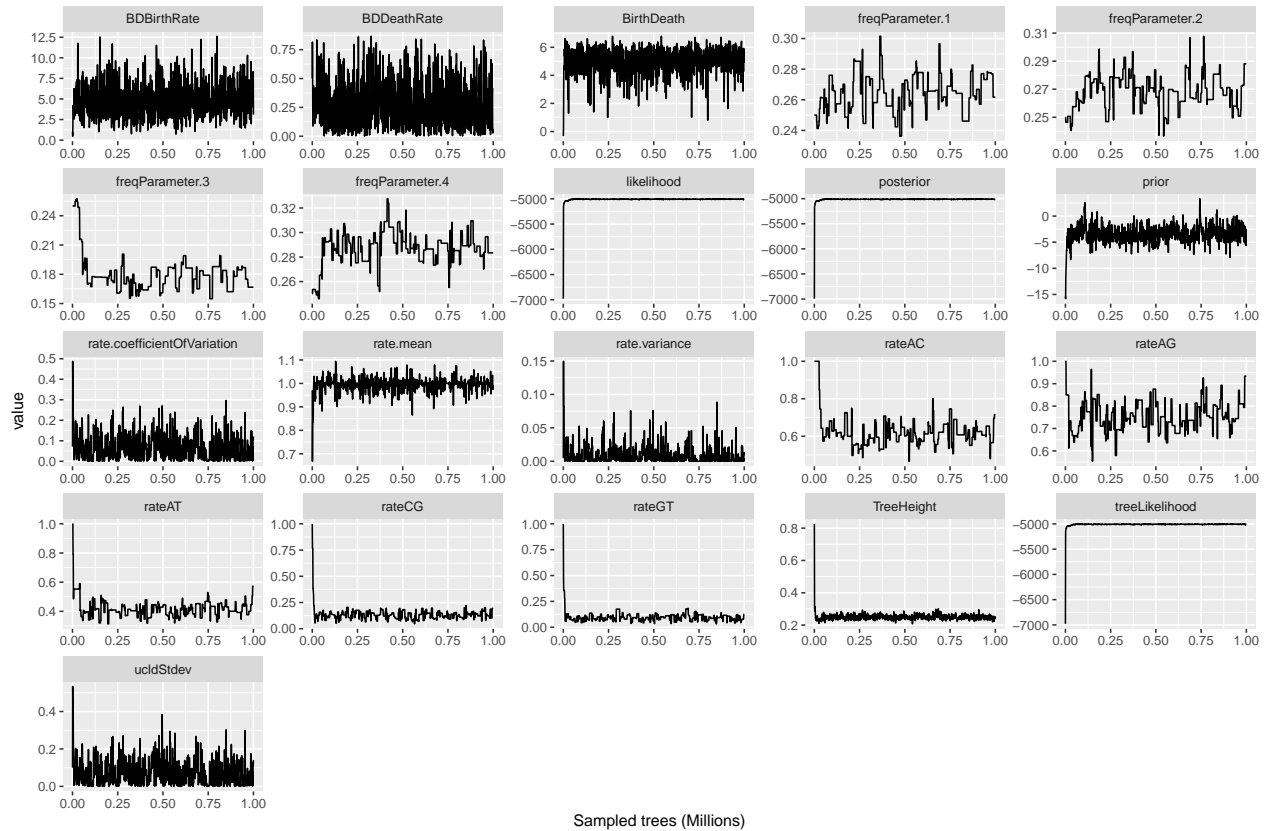 BDBirthRate BDDeathRate BirthDeath freqParameter.1 freqParameter.2
12.5 10.0 7.5 5.0 2.5 0.0
0.75 0.50 0.25 0.00
6 4 2 0
0.30 0.28 0.26 0.24
0.31 0.29 0.27 0.25
0.00 0.25 0.50 0.75 1.00 0.00 0.25 0.50 0.75 1.00 0.00 0.25 0.50 0.75 1.00 0.00 0.25 0.50 0.75 1.00 0.00 0.25 0.50 0.75 1.00
freqParameter.3 freqParameter.4 likelihood posterior prior
0.24 0.21 0.18 0.15
0.32 0.30 0.28 0.26
−5000 −5500 −6000 −6500 −7000
−5000 −5500 −6000 −6500 −7000
0 −5 −10 −15
0.00 0.25 0.50 0.75 1.00 0.00 0.25 0.50 0.75 1.00 0.00 0.25 0.50 0.75 1.00 0.00 0.25 0.50 0.75 1.00 0.00 0.25 0.50 0.75 1.00
rate.coefficientOfVariation rate.mean rate.variance rateAC rateAG
value
0.5 0.4 0.3 0.2 0.1 0.0
1.1 1.0 0.9 0.8 0.7
0.15 0.10 0.05 0.00
1.0 0.8 0.6
1.0 0.9 0.8 0.7 0.6
0.00 0.25 0.50 0.75 1.00 0.00 0.25 0.50 0.75 1.00 0.00 0.25 0.50 0.75 1.00 0.00 0.25 0.50 0.75 1.00 0.00 0.25 0.50 0.75 1.00
rateAT rateCG rateGT TreeHeight treeLikelihood
1.0 0.8 0.6 0.4
1.00 0.75 0.50 0.25 0.00
1.00 0.75 0.50 0.25 0.00
0.8 0.6 0.4 0.2
−5000 −5500 −6000 −6500 −7000
0.00 0.25 0.50 0.75 1.00 0.00 0.25 0.50 0.75 1.00 0.00 0.25 0.50 0.75 1.00 0.00 0.25 0.50 0.75 1.00 0.00 0.25 0.50 0.75 1.00
ucldStdev
0.4 0.2 0.0
0.00 0.25 0.50 0.75 1.00
Sampled trees (Millions)